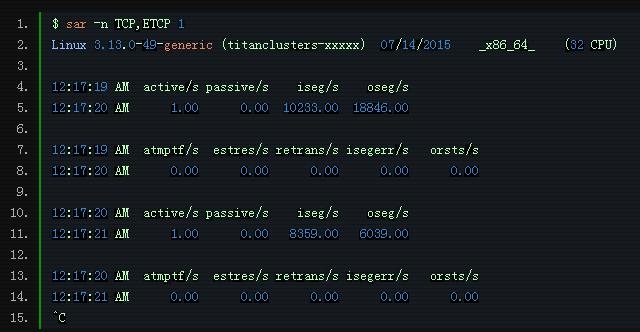 1. $ sar -n TCP,ETCP 1
2. Linux 3.13.0-49-generic (titanclusters-xxxxx)  07/14/2015    _x86_64_    (32 CPU)
3.
4. 12:17:19 AM  active/s passive/s    iseg/s    oseg/s
5. 12:17:20 AM      1.00      0.00  10233.00  18846.00
6.
7. 12:17:19 AM  atmptf/s  estres/s retrans/s isegerr/s   orsts/s
8. 12:17:20 AM      0.00      0.00      0.00      0.00      0.00
9.
10. 12:17:20 AM  active/s passive/s    iseg/s    oseg/s
11. 12:17:21 AM      1.00      0.00   8359.00   6039.00
12.
13. 12:17:20 AM  atmptf/s  estres/s retrans/s isegerr/s   orsts/s
14. 12:17:21 AM      0.00      0.00      0.00      0.00      0.00
15. ^C